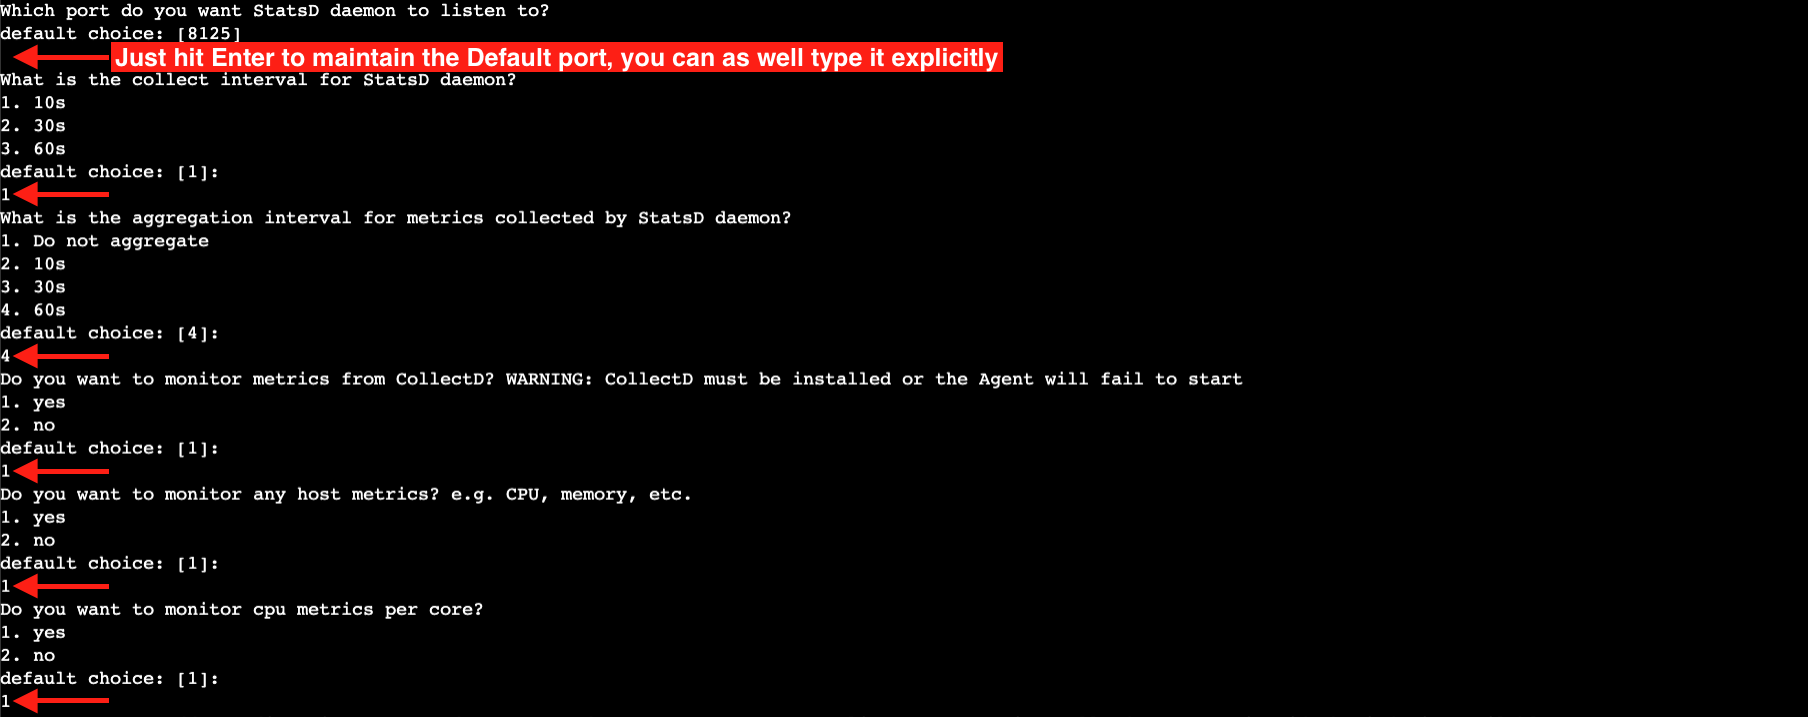 Which port do you want StatsD daemon to listen to?
default choice: [8125]
Just hit Enter to maintain the Default port, you can as well type it explicitly
What is the collect interval for StatsD daemon?
1. 10s
2. 30s
3. 60s
default choice: [1]:
1
What is the aggregation interval for metrics collected by StatsD daemon?
1. Do not aggregate
2. 10s
3. 30s
4. 60s
default choice: [4]:
4
Do you want to monitor metrics from CollectD? WARNING: CollectD must be installed or the Agent will fail to start
1. yes
2. no
default choice: [1]:
1
Do you want to monitor any host metrics? e.g. CPU, memory, etc.
1. yes
2. no
default choice: [1]:
1
Do you want to monitor cpu metrics per core?
1. yes
2. no
default choice: [1]:
1